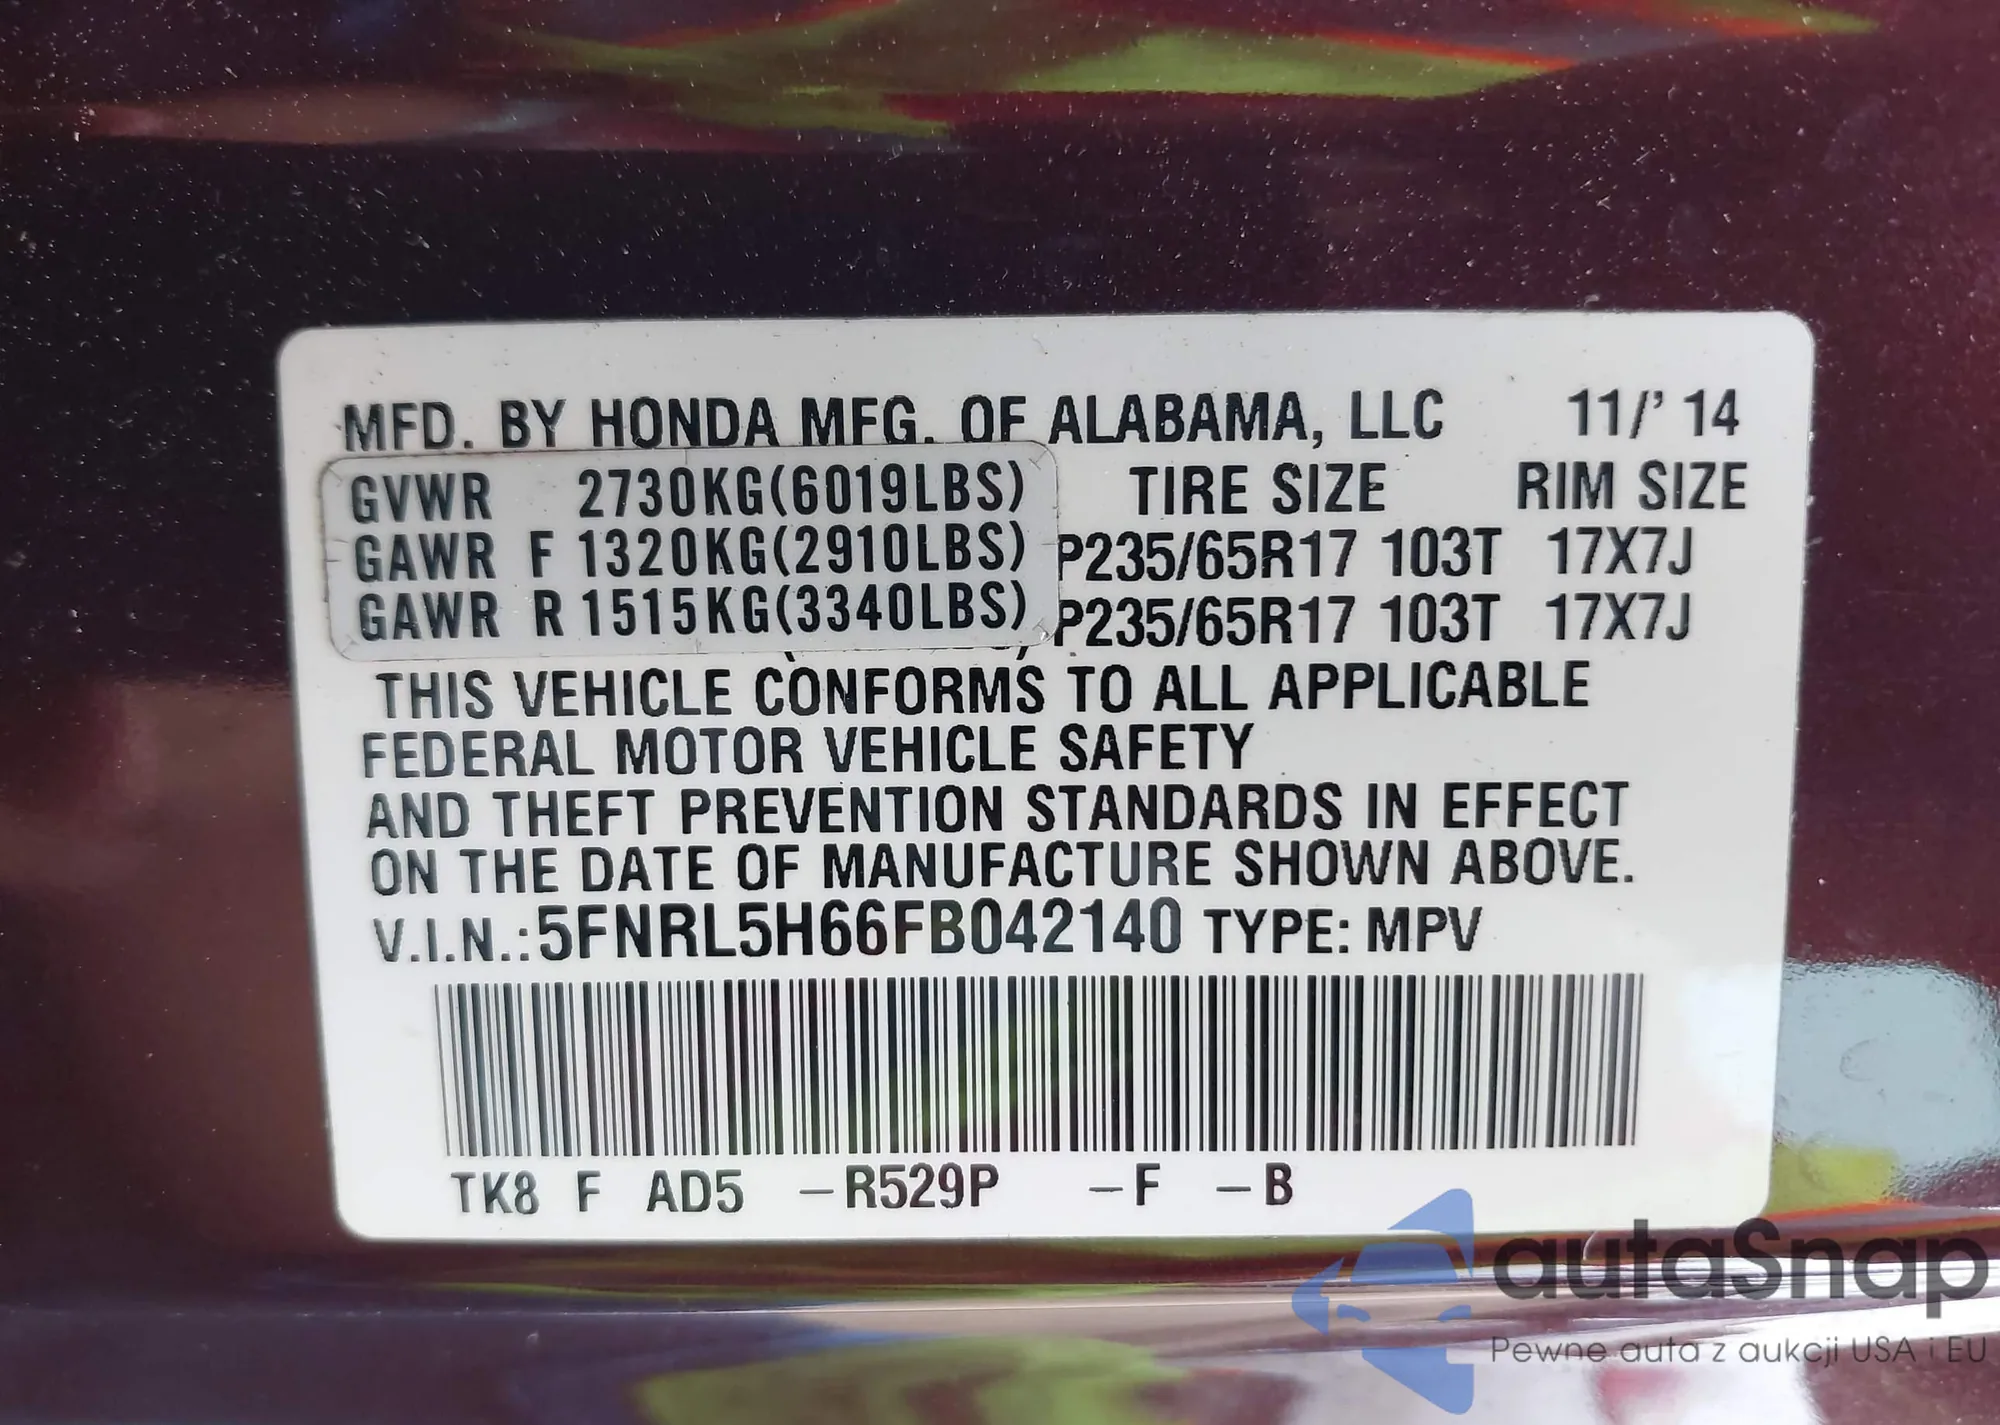 MFD. BY HONDA MFG. OF ALABAMA, LLC 11/' 14
GVWR 2730KG(6019LBS) TIRE SIZE RIM SIZE
GAWR F 1320KG(2910LBS) P235/65R17 103T 17X7J
GAWR R 1515KG(3340LBS) P235/65R17 103T 17X7J
THIS VEHICLE CONFORMS TO ALL APPLICABLE
FEDERAL MOTOR VEHICLE SAFETY
AND THEFT PREVENTION STANDARDS IN EFFECT
ON THE DATE OF MANUFACTURE SHOWN ABOVE.
V.I.N.:5FNRL5H66FB042140 TYPE: MPV
TK8 F AD5 –R529P –F –B
autaSnap
Pewne auta z aukcji USA i EU